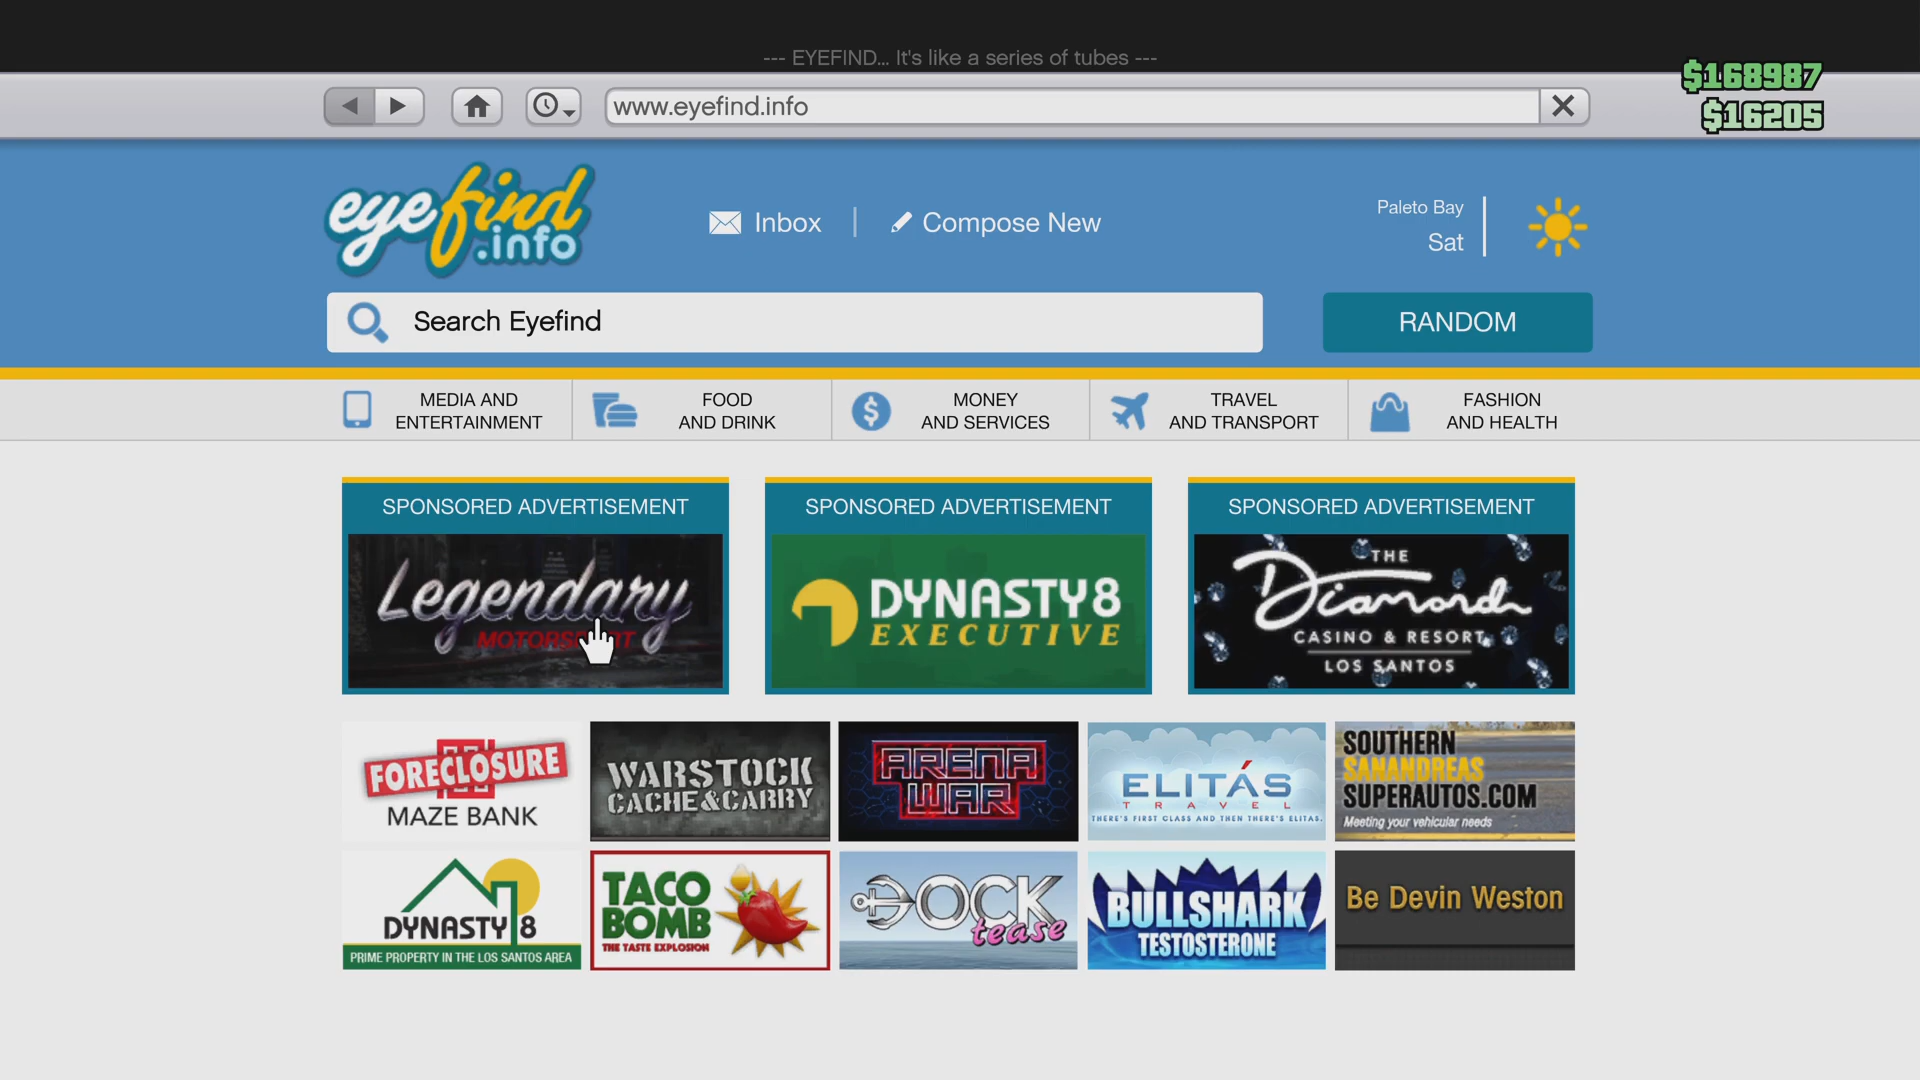 --- EYEFIND... It's like a series of tubes ---
www.eyefind.info
$168987
$16205
eyefind
.info
Inbox
Compose New
Paleto Bay
Sat
Search Eyefind
RANDOM
MEDIA AND
ENTERTAINMENT
FOOD
AND DRINK
MONEY
AND SERVICES
TRAVEL
AND TRANSPORT
FASHION
AND HEALTH
SPONSORED ADVERTISEMENT
Legendary
MOTORSPORT
SPONSORED ADVERTISEMENT
DYNASTY8
EXECUTIVE
SPONSORED ADVERTISEMENT
THE
Diamond
CASINO & RESORT
LOS SANTOS
FORECLOSURE
MAZE BANK
WARSTOCK
CACHE&CARRY
ARENA
WAR
ELITÁS
TRAVEL
THERE'S FIRST CLASS AND THEN THERE'S ELITAS.
SOUTHERN
SANANDREAS
SUPERAUTOS.COM
Meeting your vehicular needs
DYNASTY 8
PRIME PROPERTY IN THE LOS SANTOS AREA
TACO
BOMB
THE TASTE EXPLOSION
DOCK
tease
BULLSHARK
TESTOSTERONE
Be Devin Weston